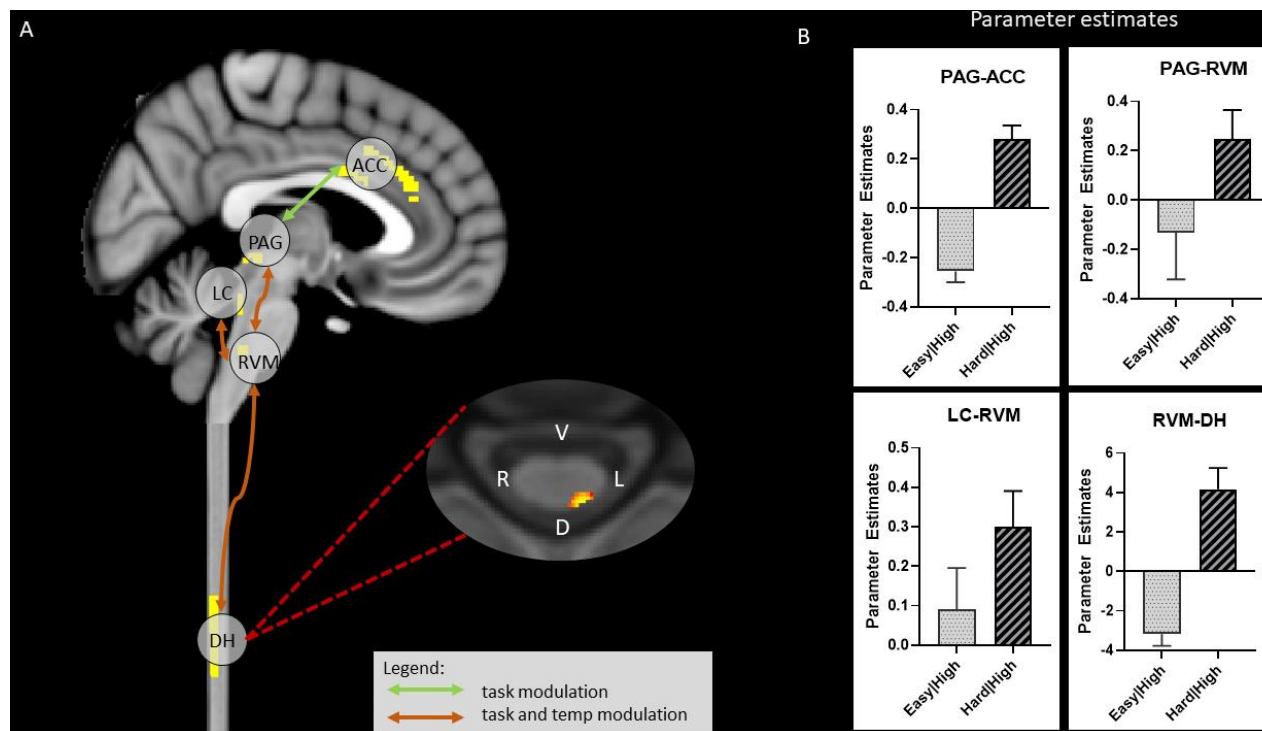 A
ACC
PAG
LC
RVM
V
R
L
D
DH
Legend:
task modulation
task and temp modulation
Parameter estimates
B
PAG-ACC
Parameter Estimates
0.4
0.2
0.0
-0.2
-0.4
Easy|High
Hard|High
PAG-RVM
Parameter Estimates
0.4
0.2
0.0
-0.2
-0.4
Easy|High
Hard|High
LC-RVM
Parameter Estimates
0.5
0.4
0.3
0.2
0.1
0.0
Easy|High
Hard|High
RVM-DH
Parameter Estimates
6
4
2
0
-2
-4
Easy|High
Hard|High